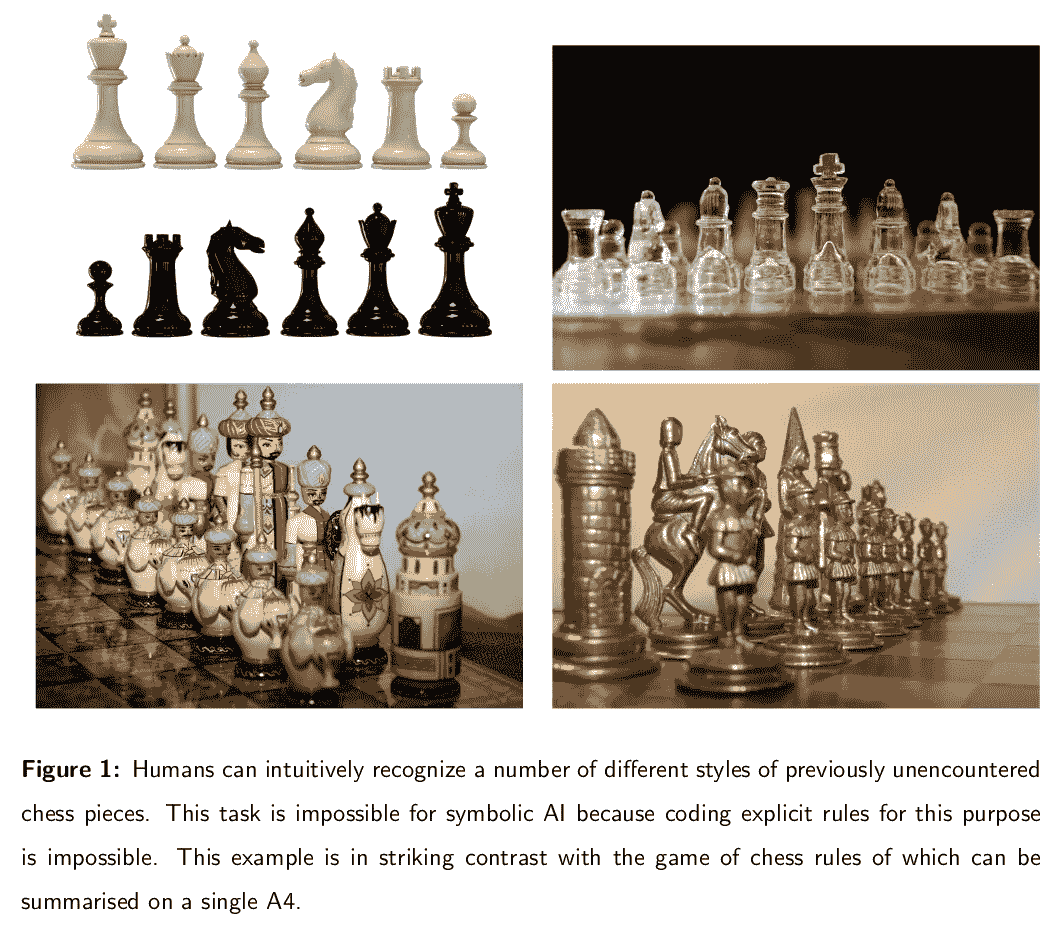 Figure 1: Humans can intuitively recognize a number of different styles of previously unencountered
chess pieces. This task is impossible for symbolic AI because coding explicit rules for this purpose
is impossible. This example is in striking contrast with the game of chess rules of which can be
summarised on a single A4.